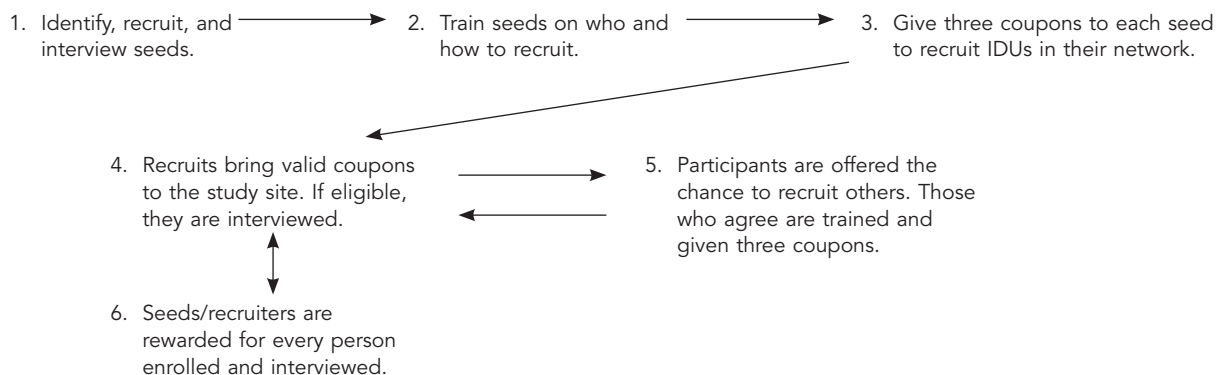 1. Identify, recruit, and
interview seeds.
2. Train seeds on who and
how to recruit.
3. Give three coupons to each seed
to recruit IDUs in their network.
4. Recruits bring valid coupons
to the study site. If eligible,
they are interviewed.
5. Participants are offered the
chance to recruit others. Those
who agree are trained and
given three coupons.
6. Seeds/recruiters are
rewarded for every person
enrolled and interviewed.